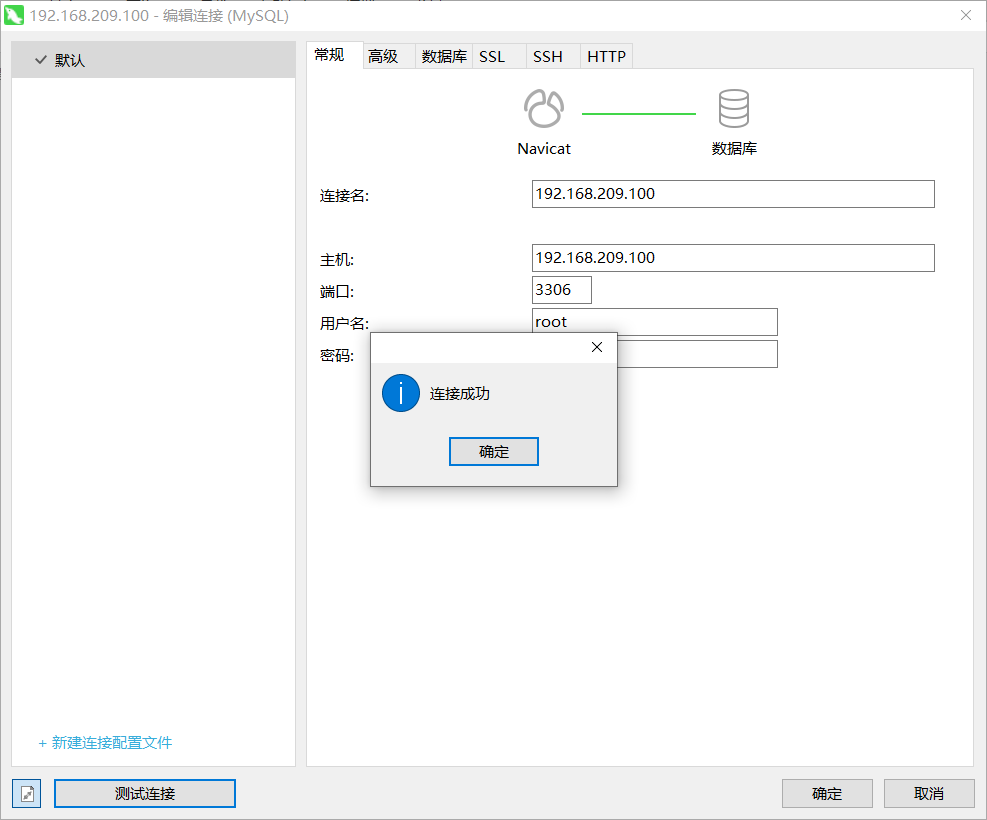 192.168.209.100 - 编辑连接 (MySQL)
默认
常规 高级 数据库 SSL SSH HTTP
Navicat 数据库
连接名: 192.168.209.100
主机: 192.168.209.100
端口: 3306
用户名: root
密码:
连接成功
确定
+ 新建连接配置文件
测试连接 确定 取消